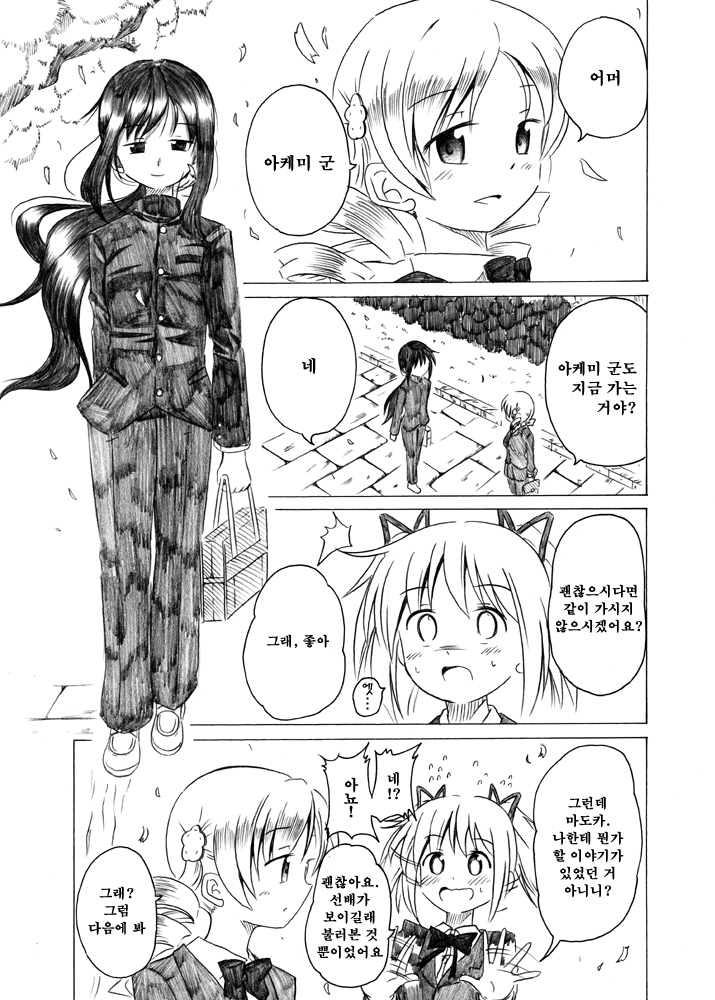 어머
아케미 군
아케미 군도
지금 가는
거야?
네
괜찮으시다면
같이 가시지
않으시겠어요?
그래, 좋아
엣…
그런데
마도카.
나한테 뭔가
할 이야기가
있었던 거
아니니?
네!?
아뇨!
괜찮아요.
선배가
보이길래
불러본 것
뿐이었어요
그래?
그럼
다음에 봐